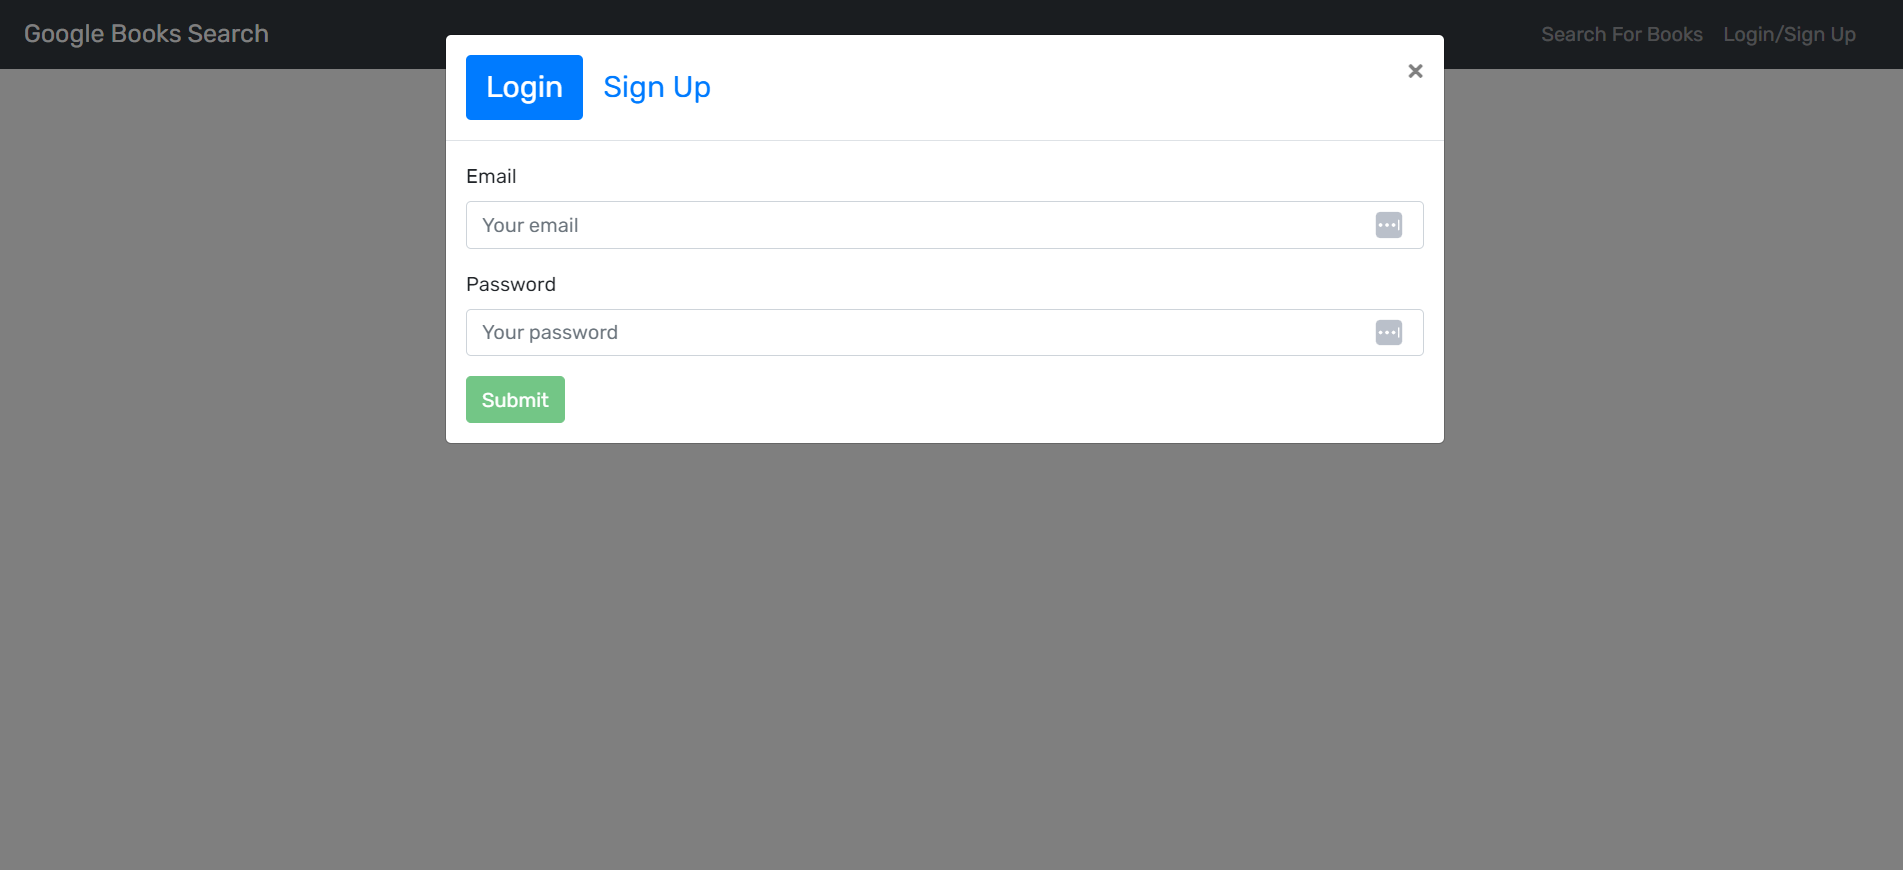 Google Books Search
Search For Books Login/Sign Up
Login Sign Up ×
Email
Your email
Password
Your password
Submit